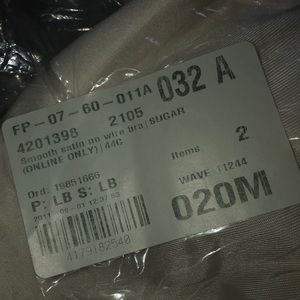 FP-07-60-011A 032 A
4201398 2105
Smooth satin no wire bra|SUGAR
(ONLINE ONLY)|44C
Items 2
Ord: 19851666
P: LB S: LB
WAVE 11244
020M
4179182540